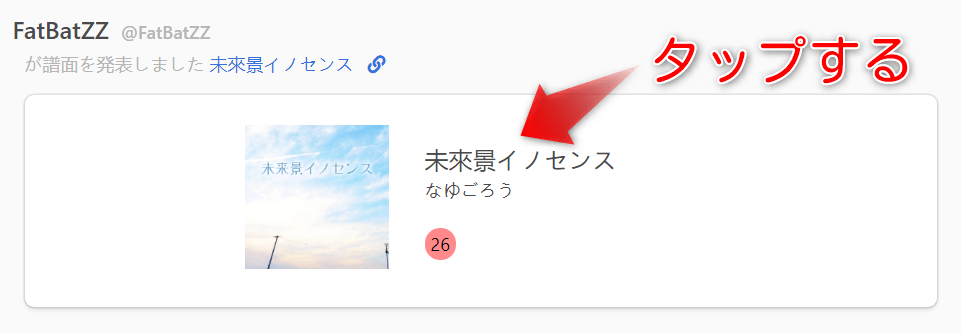 FatBatZZ @FatBatZZ
が譜面を発表しました 未來景イノセンス
タップする
未來景イノセンス
未來景イノセンス
なゆごろう
26